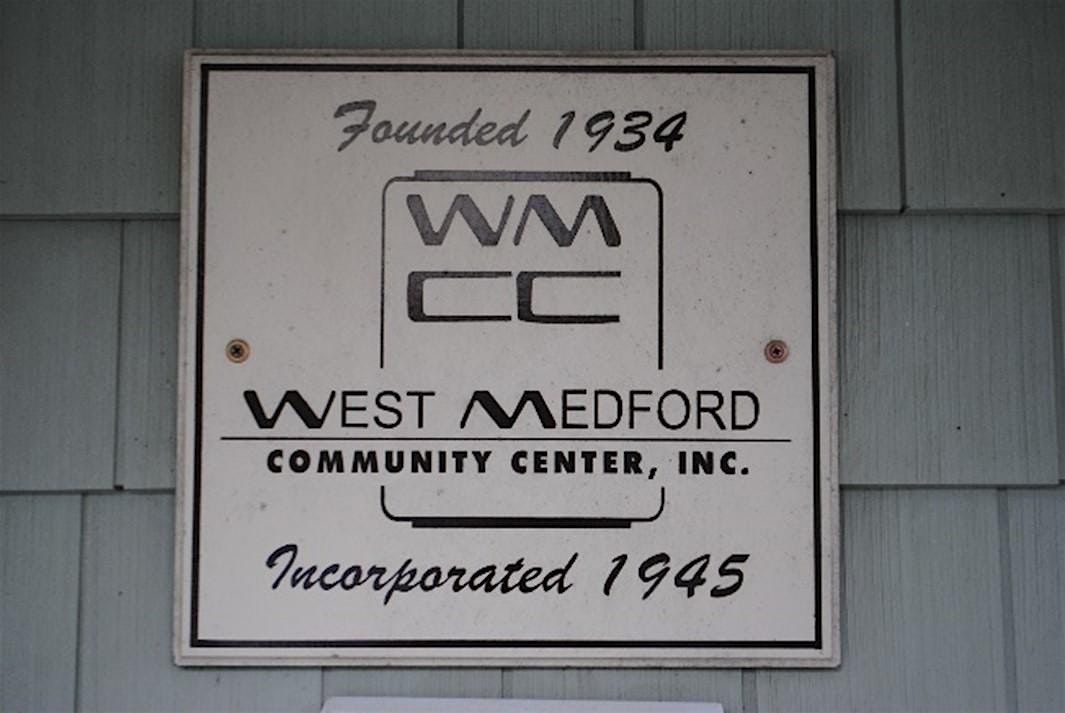 Founded 1934
WM
CC
WEST MEDFORD
COMMUNITY CENTER, INC.
Incorporated 1945